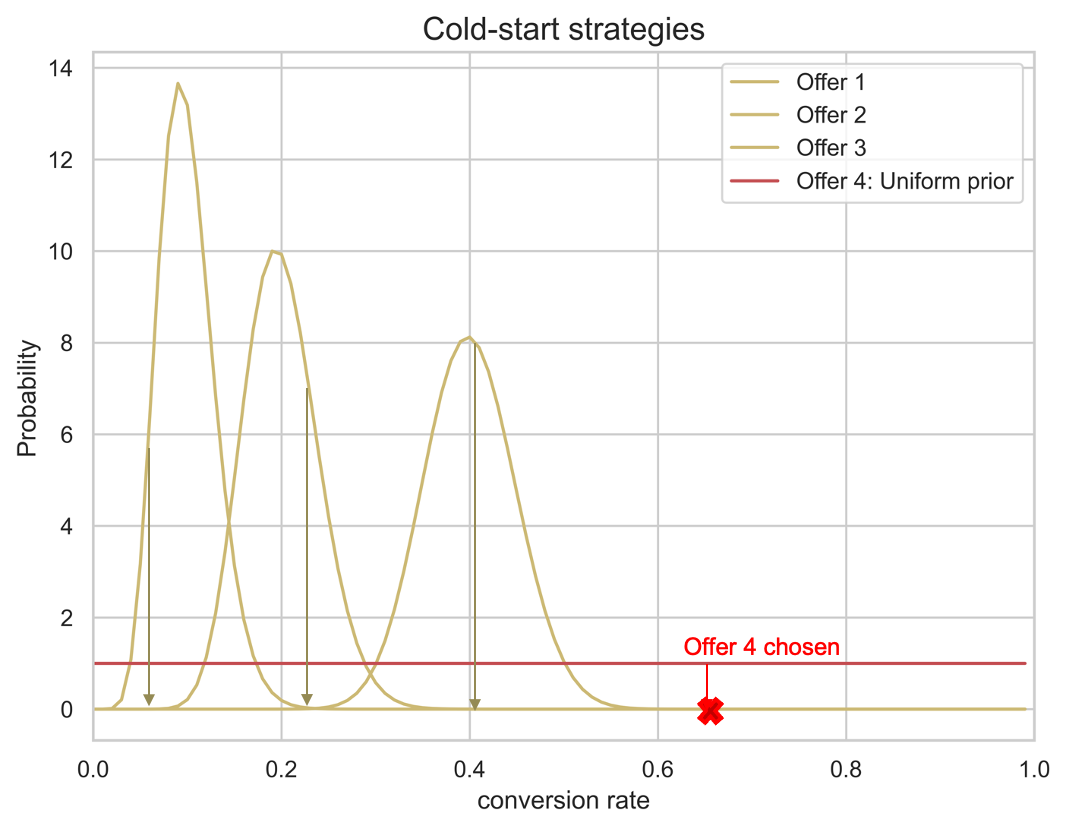 Cold-start strategies
14
12
10
8
6
4
2
0
Probability
Offer 1
Offer 2
Offer 3
Offer 4: Uniform prior
Offer 4 chosen
0.0
0.2
0.4
0.6
0.8
1.0
conversion rate